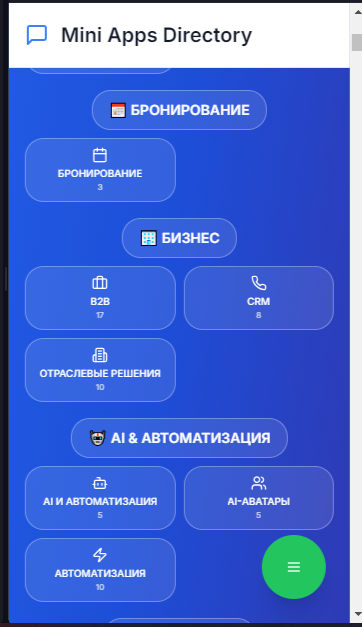 Mini Apps Directory
БРОНИРОВАНИЕ
БРОНИРОВАНИЕ
3
БИЗНЕС
B2B
17
CRM
8
ОТРАСЛЕВЫЕ РЕШЕНИЯ
10
AI & АВТОМАТИЗАЦИЯ
AI И АВТОМАТИЗАЦИЯ
5
AI-АВАТАРЫ
5
АВТОМАТИЗАЦИЯ
10